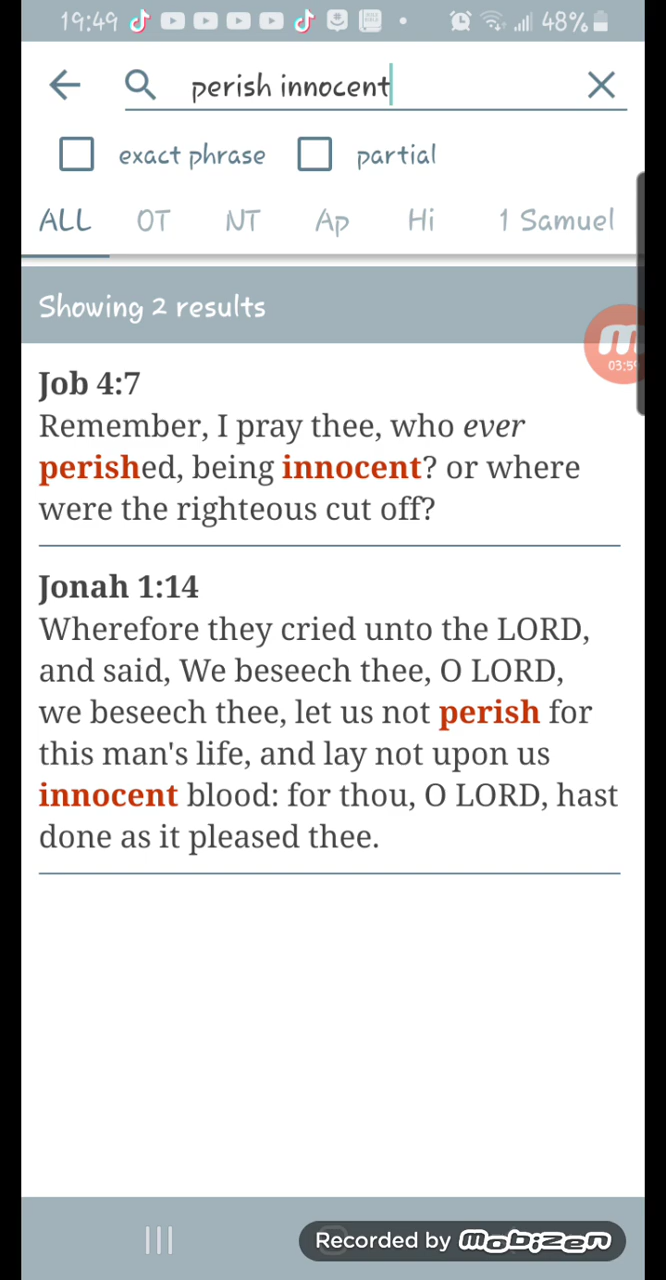 19:49 48%
perish innocent
exact phrase partial
ALL OT NT Ap Hi 1 Samuel
Showing 2 results
m
03:59
Job 4:7
Remember, I pray thee, who ever
perished, being innocent? or where
were the righteous cut off?
Jonah 1:14
Wherefore they cried unto the LORD,
and said, We beseech thee, O LORD,
we beseech thee, let us not perish for
this man's life, and lay not upon us
innocent blood: for thou, O LORD, hast
done as it pleased thee.
Recorded by mobizen